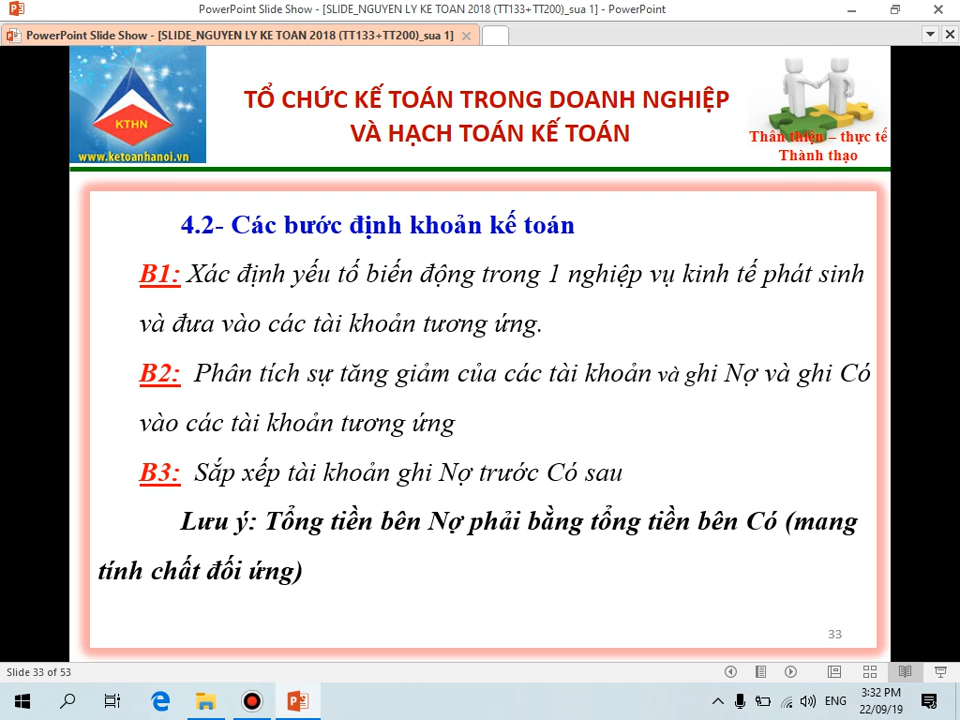 PowerPoint Slide Show - [SLIDE_NGUYEN LY KE TOAN 2018 (TT133+TT200)_sua 1] - PowerPoint
PowerPoint Slide Show - [SLIDE_NGUYEN LY KE TOAN 2018 (TT133+TT200)_sua 1]
KTHN
www.ketoanhanoi.vn
TỔ CHỨC KẾ TOÁN TRONG DOANH NGHIỆP
VÀ HẠCH TOÁN KẾ TOÁN
Thân thiện – thực tế
Thành thạo
4.2- Các bước định khoản kế toán
B1: Xác định yếu tố biến động trong 1 nghiệp vụ kinh tế phát sinh
và đưa vào các tài khoản tương ứng.
B2: Phân tích sự tăng giảm của các tài khoản và ghi Nợ và ghi Có
vào các tài khoản tương ứng
B3: Sắp xếp tài khoản ghi Nợ trước Có sau
Lưu ý: Tổng tiền bên Nợ phải bằng tổng tiền bên Có (mang
tính chất đối ứng)
33
Slide 33 of 53
ENG
3:32 PM
22/09/19